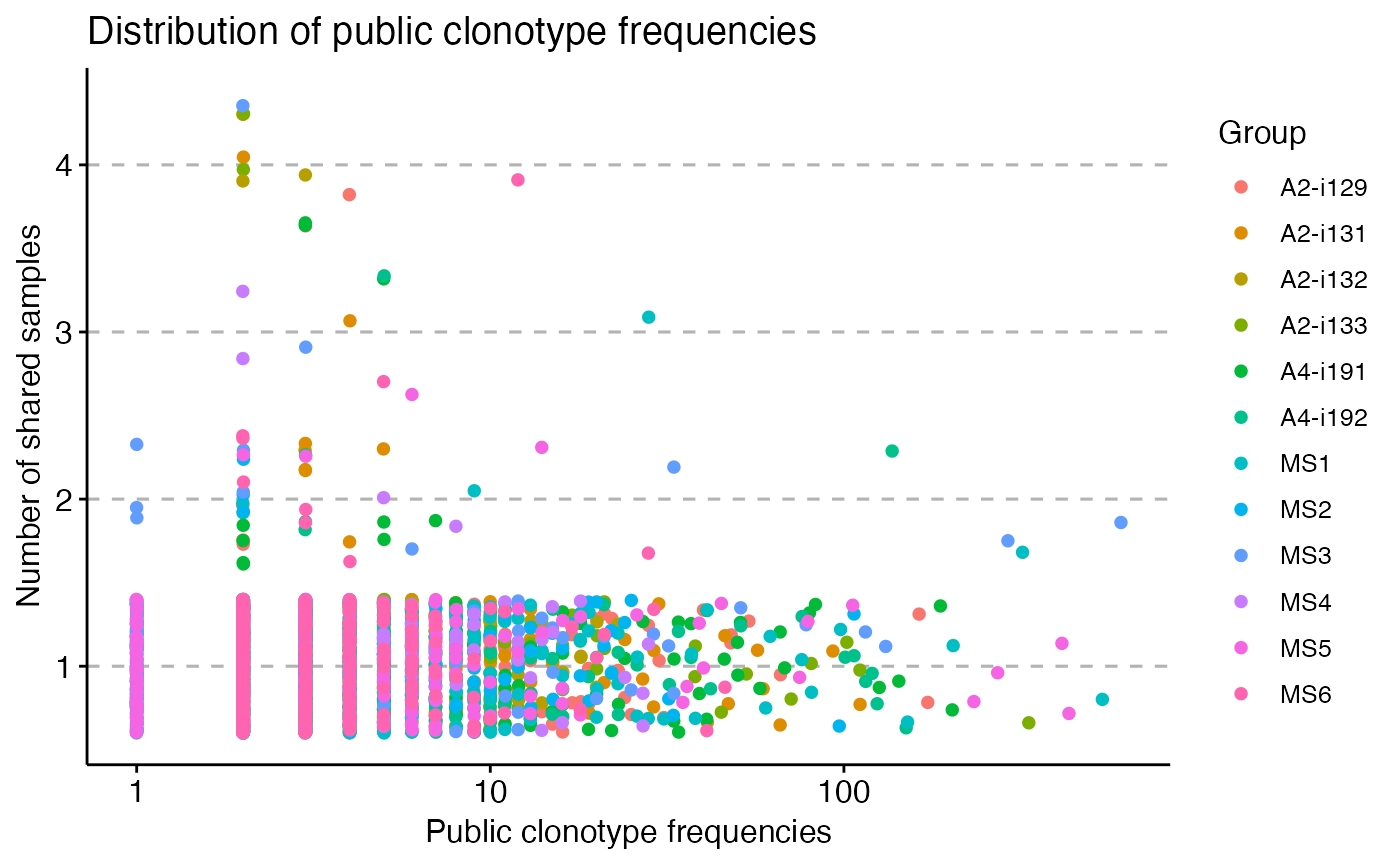 Distribution of public clonotype frequencies
Number of shared samples
4
3
2
1
1
10
100
Public clonotype frequencies
Group
A2-i129
A2-i131
A2-i132
A2-i133
A4-i191
A4-i192
MS1
MS2
MS3
MS4
MS5
MS6